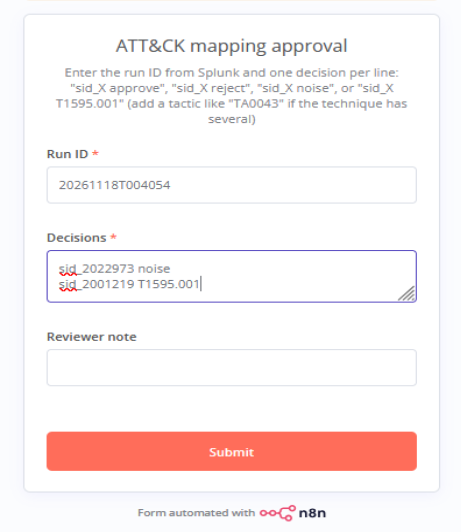 ATT&CK mapping approval
Enter the run ID from Splunk and one decision per line:
"sid_X approve", "sid_X reject", "sid_X noise", or "sid_X
T1595.001" (add a tactic like "TA0043" if the technique has
several)
Run ID *
20261118T004054
Decisions *
sid_2022973 noise
sid_2001219 T1595.001
Reviewer note
Submit
Form automated with n8n